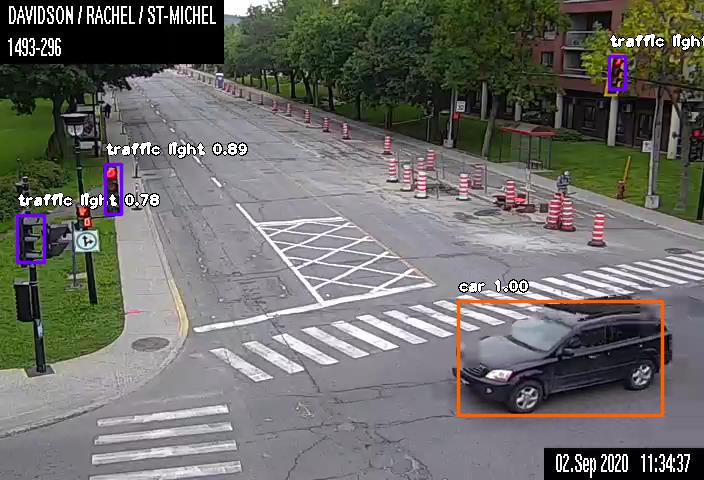 DAVIDSON / RACHEL / ST-MICHEL
1493-296
traffic light
traffic light 0.89
traffic light 0.78
car 1.00
02.Sep 2020 11:34:37